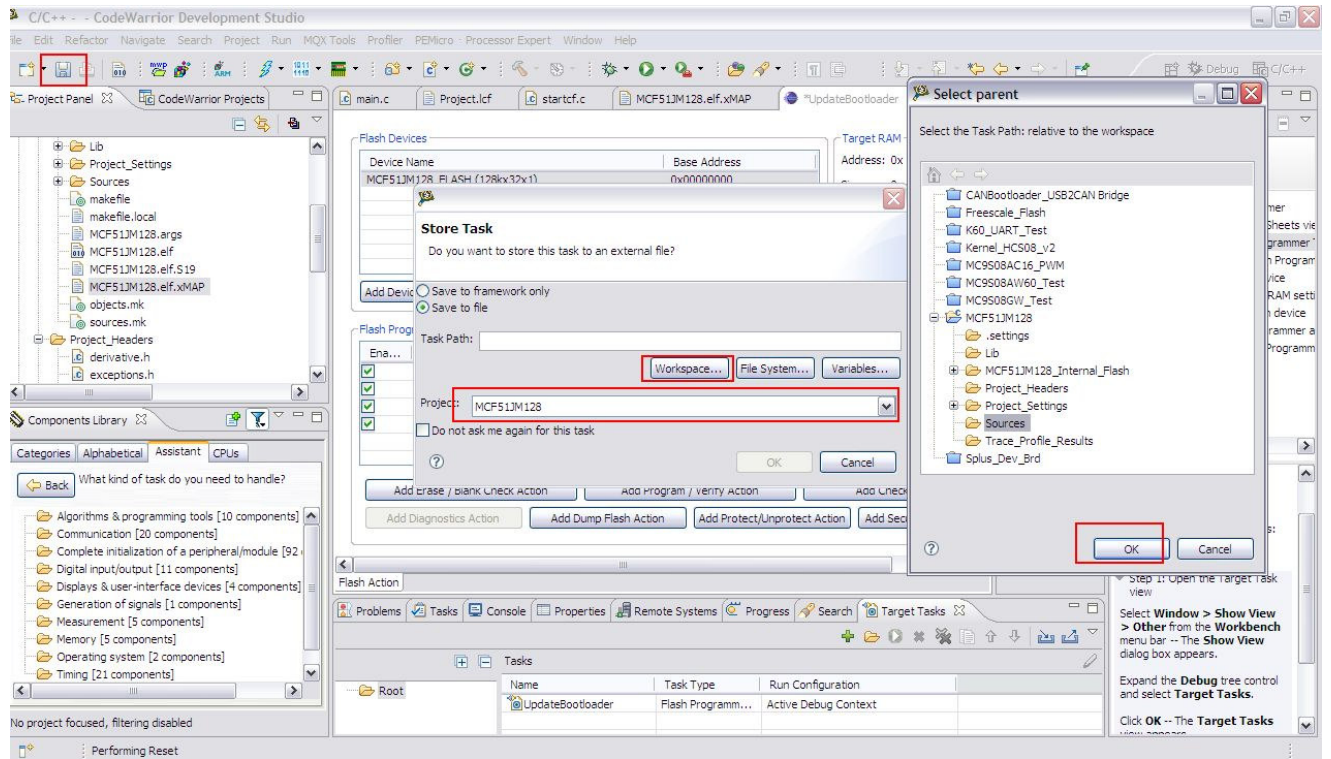 C/C++ - - CodeWarrior Development Studio
File Edit Refactor Navigate Search Project Run MQX Tools Profiler PEMicro Processor Expert Window Help
Debug C/C++
Project Panel CodeWarrior Projects
Lib
Project_Settings
Sources
makefile
makefile.local
MCF51JM128.args
MCF51JM128.elf
MCF51JM128.elf.S19
MCF51JM128.elf.xMAP
objects.mk
sources.mk
Project_Headers
derivative.h
exceptions.h
Components Library
Categories Alphabetical Assistant CPUs
Back What kind of task do you need to handle?
Algorithms & programming tools [10 components]
Communication [20 components]
Complete initialization of a peripheral/module [92
Digital input/output [11 components]
Displays & user-interface devices [4 components]
Generation of signals [1 components]
Measurement [5 components]
Memory [5 components]
Operating system [2 components]
Timing [21 components]
No project focused, filtering disabled
Performing Reset
main.c Project.lcf startcf.c MCF51JM128.elf.xMAP *UpdateBootloader
Flash Devices
Device Name Base Address
MCF51JM128_FLASH (128kx32x1) 0x00000000
Target RAM
Address: 0x
Add Devic
Flash Prog
Ena...
Add Erase / Blank Check Action Add Program / Verify Action Add Check
Add Diagnostics Action Add Dump Flash Action Add Protect/Unprotect Action Add Sec
Flash Action
Store Task
Do you want to store this task to an external file?
Save to framework only
Save to file
Task Path:
Workspace... File System... Variables...
Project: MCF51JM128
Do not ask me again for this task
OK Cancel
Select parent
Select the Task Path: relative to the workspace
CANBootloader_USB2CAN Bridge
Freescale_Flash
K60_UART_Test
Kernel_HCS08_v2
MC9S08AC16_PWM
MC9S08AW60_Test
MC9S08GW_Test
MCF51JM128
.settings
Lib
MCF51JM128_Internal_Flash
Project_Headers
Project_Settings
Sources
Trace_Profile_Results
Splus_Dev_Brd
OK Cancel
mer
Sheets vie
grammer
n Program
vice
RAM setti
n device
rammer a
Programm
s:
Problems Tasks Console Properties Remote Systems Progress Search Target Tasks
Tasks
Root
Name Task Type Run Configuration
UpdateBootloader Flash Programm... Active Debug Context
Step 1: Open the Target Task
view
Select Window > Show View
> Other from the Workbench
menu bar -- The Show View
dialog box appears.
Expand the Debug tree control
and select Target Tasks.
Click OK -- The Target Tasks
view appears